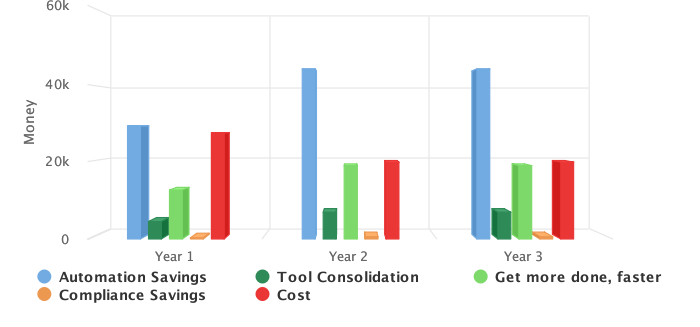 60k
40k
20k
0
Money
Year 1 Year 2 Year 3
Automation Savings Tool Consolidation Get more done, faster
Compliance Savings Cost